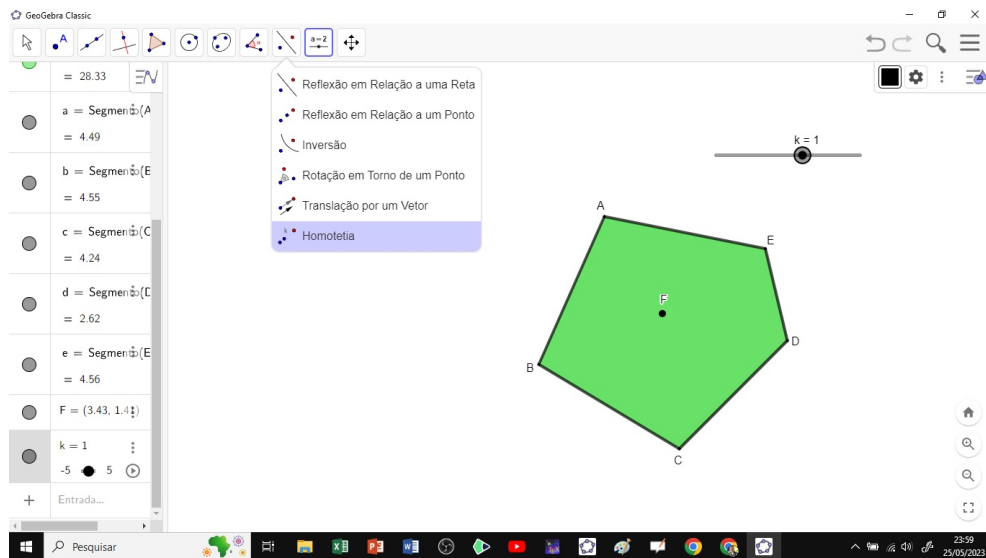 GeoGebra Classic
A
a=2
= 28.33
a = Segmento(A
= 4.49
b = Segmento(B
= 4.55
c = Segmento(C
= 4.24
d = Segmento(D
= 2.62
e = Segmento(E
= 4.56
F = (3.43, 1.4
k = 1
-5 5
Entrada...
Reflexão em Relação a uma Reta
Reflexão em Relação a um Ponto
Inversão
Rotação em Torno de um Ponto
Translação por um Vetor
Homotetia
k = 1
A
E
F
B
D
C
Pesquisar
23:59
25/05/2023